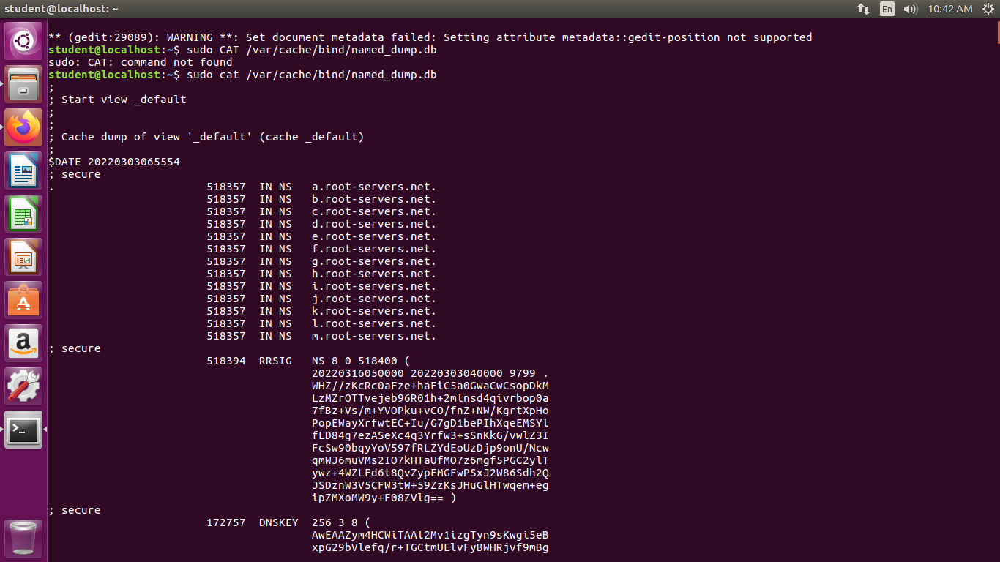 student@localhost: ~
En
10:42 AM
** (gedit:29089): WARNING **: Set document metadata failed: Setting attribute metadata::gedit-position not supported
student@localhost:~$ sudo CAT /var/cache/bind/named_dump.db
sudo: CAT: command not found
student@localhost:~$ sudo cat /var/cache/bind/named_dump.db
;
; Start view _default
;
;
; Cache dump of view '_default' (cache _default)
;
$DATE 20220303065554
; secure
. 518357 IN NS a.root-servers.net.
518357 IN NS b.root-servers.net.
518357 IN NS c.root-servers.net.
518357 IN NS d.root-servers.net.
518357 IN NS e.root-servers.net.
518357 IN NS f.root-servers.net.
518357 IN NS g.root-servers.net.
518357 IN NS h.root-servers.net.
518357 IN NS i.root-servers.net.
518357 IN NS j.root-servers.net.
518357 IN NS k.root-servers.net.
518357 IN NS l.root-servers.net.
518357 IN NS m.root-servers.net.
; secure
518394 RRSIG NS 8 0 518400 (
20220316050000 20220303040000 9799 .
WHZ//zKcRc0aFze+haFiC5a0GwaCwCsopDkM
LzMZrOTTvejeb96R01h+2mlnsd4qivrbop0a
7fBz+Vs/m+YVOPku+vCO/fnZ+NW/KgrtXpHo
PopEWayXrfwtEC+Iu/G7gD1bePIhXqeEMSYl
fLD84g7ezASeXc4q3Yrfw3+sSnKkG/vwlZ3I
FcSw90bqyYoV597fRLZYdEoUzDjp9onU/Ncw
qmWJ6muVMs2IO7kHTaUfMO7z6mgf5PGC2ylT
ywz+4WZLFd6t8QvZypEMGFwPSxJ2W86Sdh2Q
JSDznW3V5CFW3tW+59ZzKsJHuGlHTwqem+eg
ipZMXoMW9y+F08ZVlg== )
; secure
172757 DNSKEY 256 3 8 (
AwEAAZym4HCWiTAAl2Mv1izgTyn9sKwgi5eB
xpG29bVlefq/r+TGCtmUElvFyBWHRjvf9mBg